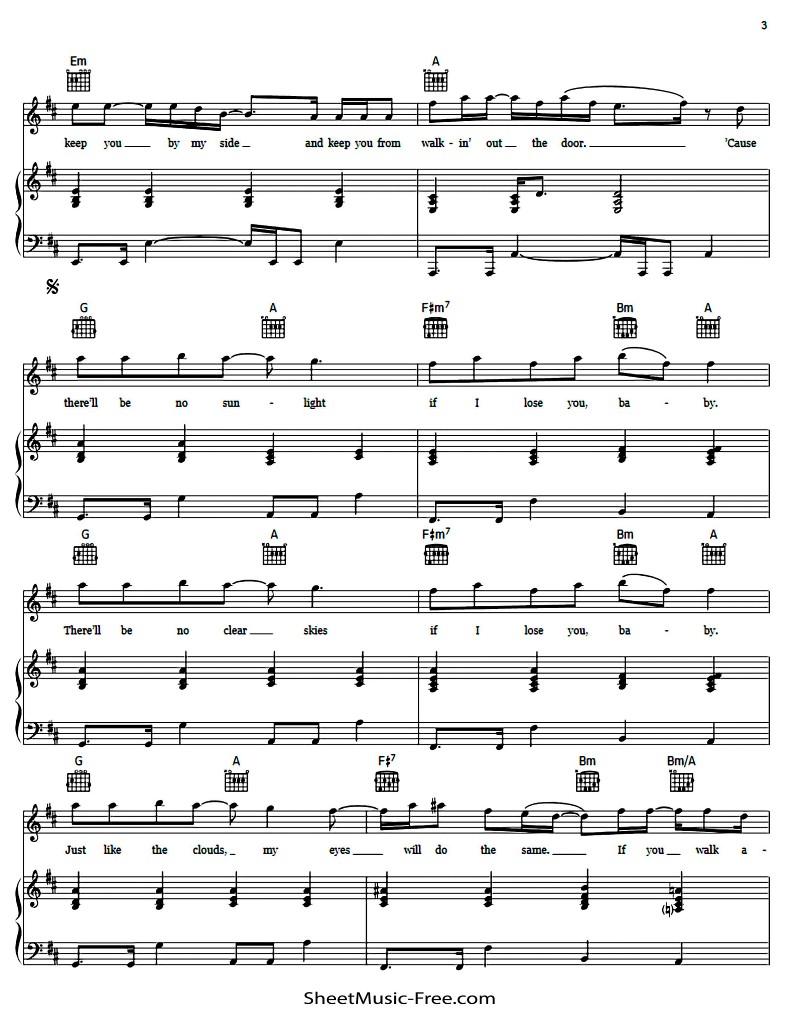 3
Em A
keep you by my side and keep you from walk - in' out the door. 'Cause
G A F♯m7 Bm A
there'll be no sun - light if I lose you, ba - by.
G A F♯m7 Bm A
There'll be no clear skies if I lose you, ba - by.
G A F♯7 Bm Bm/A
Just like the clouds, my eyes will do the same. If you walk a -
SheetMusic-Free.com